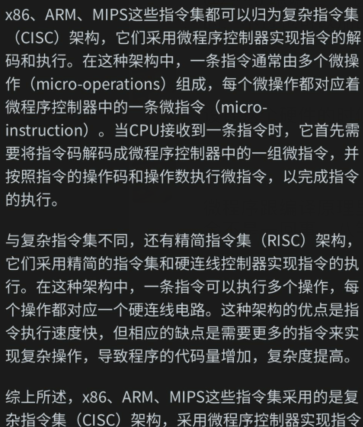 x86、ARM、MIPS这些指令集都可以归为复杂指令集
（CISC）架构，它们采用微程序控制器实现指令的解
码和执行。在这种架构中，一条指令通常由多个微操
作（micro-operations）组成，每个微操作都对应着
微程序控制器中的一条微指令（micro-
instruction）。当CPU接收到一条指令时，它首先需
要将指令码解码成微程序控制器中的一组微指令，并
按照指令的操作码和操作数执行微指令，以完成指令
的执行。
与复杂指令集不同，还有精简指令集（RISC）架构，
它们采用精简的指令集和硬连线控制器实现指令的执
行。在这种架构中，一条指令可以执行多个操作，每
个操作都对应一个硬连线电路。这种架构的优点是指
令执行速度快，但相应的缺点是需要更多的指令来实
现复杂操作，导致程序的代码量增加，复杂度提高。
综上所述，x86、ARM、MIPS这些指令集采用的是复
杂指令集（CISC）架构，采用微程序控制器实现指令